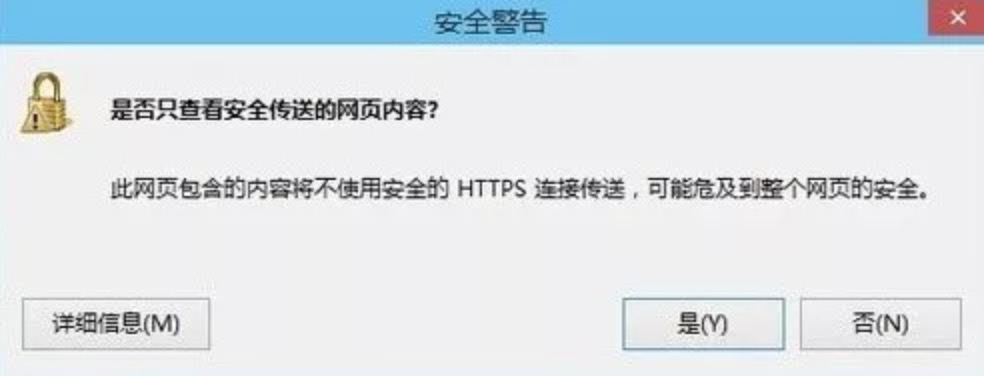 安全警告
是否只查看安全传送的网页内容?
此网页包含的内容将不使用安全的 HTTPS 连接传送，可能危及到整个网页的安全。
详细信息(M)
是(Y)
否(N)